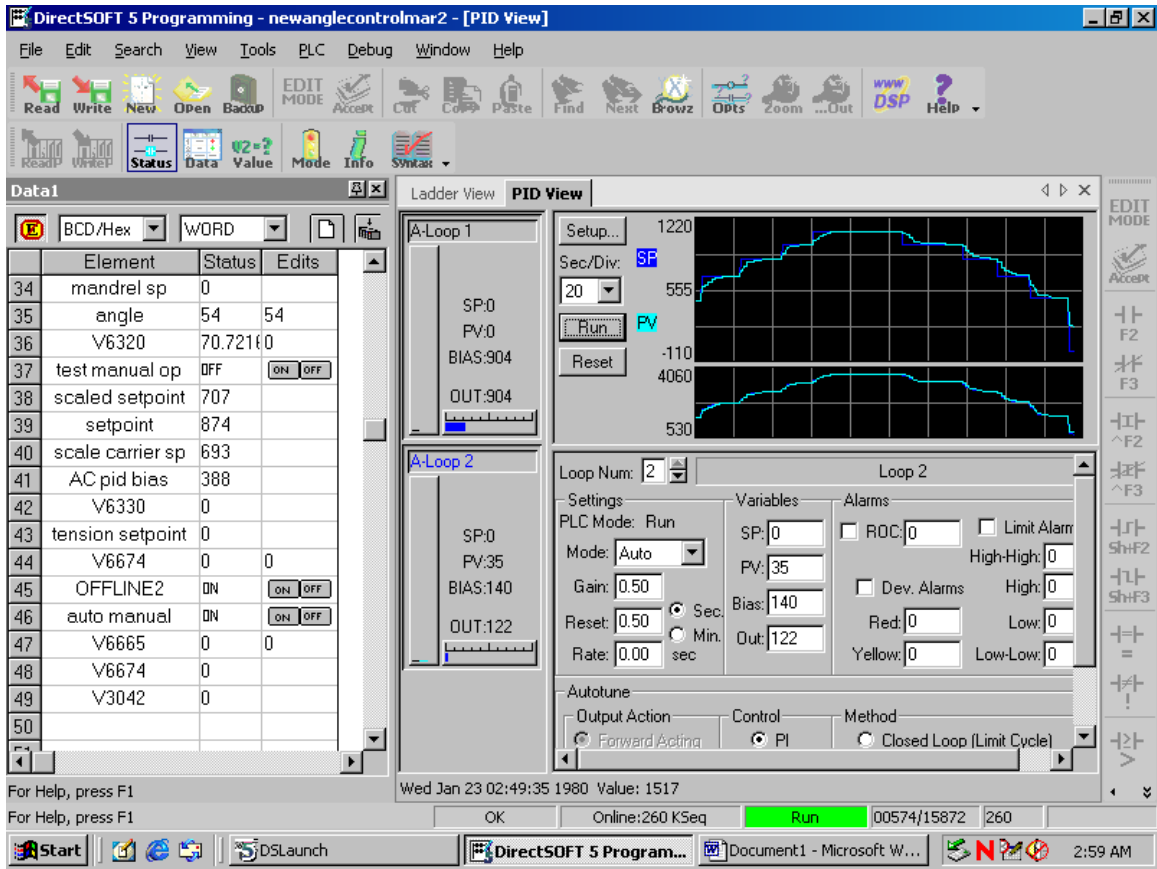 DirectSOFT 5 Programming - newanglecontrolmar2 - [PID View]
File Edit Search View Tools PLC Debug Window Help
Read Write New Open Backup EDIT MODE Accept Cut Copy Paste Find Next Browz Opts Zoom ...Out WWW DSP Help
ReadP WriteP Status Data V2=? Value Mode Info Syntax
Data1
BCD/Hex WORD
Element Status Edits
34 mandrel sp 0
35 angle 54 54
36 V6320 70.7216 0
37 test manual op OFF ON OFF
38 scaled setpoint 707
39 setpoint 874
40 scale carrier sp 693
41 AC pid bias 388
42 V6330 0
43 tension setpoint 0
44 V6674 0 0
45 OFFLINE2 ON ON OFF
46 auto manual ON ON OFF
47 V6665 0 0
48 V6674 0
49 V3042 0
50
For Help, press F1
Ladder View PID View
A-Loop 1
SP:0
PV:0
BIAS:904
OUT:904
Setup...
Sec/Div:
20
Run
Reset
SP
PV
1220
555
-110
4060
530
A-Loop 2
SP:0
PV:35
BIAS:140
OUT:122
Loop Num: 2 Loop 2
Settings
PLC Mode: Run
Mode: Auto
Gain: 0.50
Reset: 0.50 Sec. Min.
Rate: 0.00 sec
Variables
SP: 0
PV: 35
Bias: 140
Out: 122
Alarms
ROC: 0 Limit Alarm
High-High: 0
Dev. Alarms High: 0
Red: 0 Low: 0
Yellow: 0 Low-Low: 0
Autotune
Output Action Control Method
Forward Acting PI Closed Loop (Limit Cycle)
Wed Jan 23 02:49:35 1980 Value: 1517
EDIT MODE
Accept
F2
F3
^F2
^F3
Sh+F2
Sh+F3
=
!
>
For Help, press F1 OK Online:260 KSeq Run 00574/15872 260
Start DSLaunch DirectSOFT 5 Program... Document1 - Microsoft W... N 2:59 AM